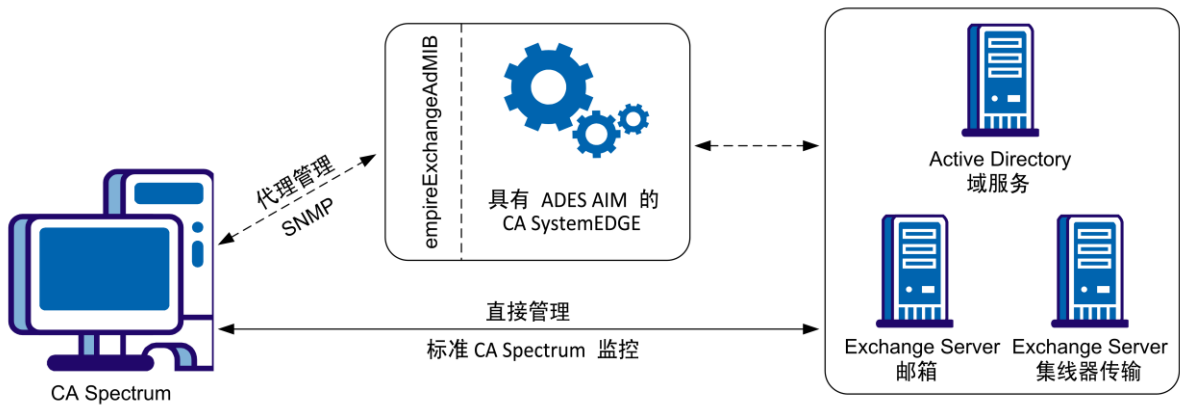 empireExchangeAdMIB
代理管理
SNMP
具有 ADES AIM 的
CA SystemEDGE
Active Directory
域服务
直接管理
标准 CA Spectrum 监控
Exchange Server
邮箱
Exchange Server
集线器传输
CA Spectrum